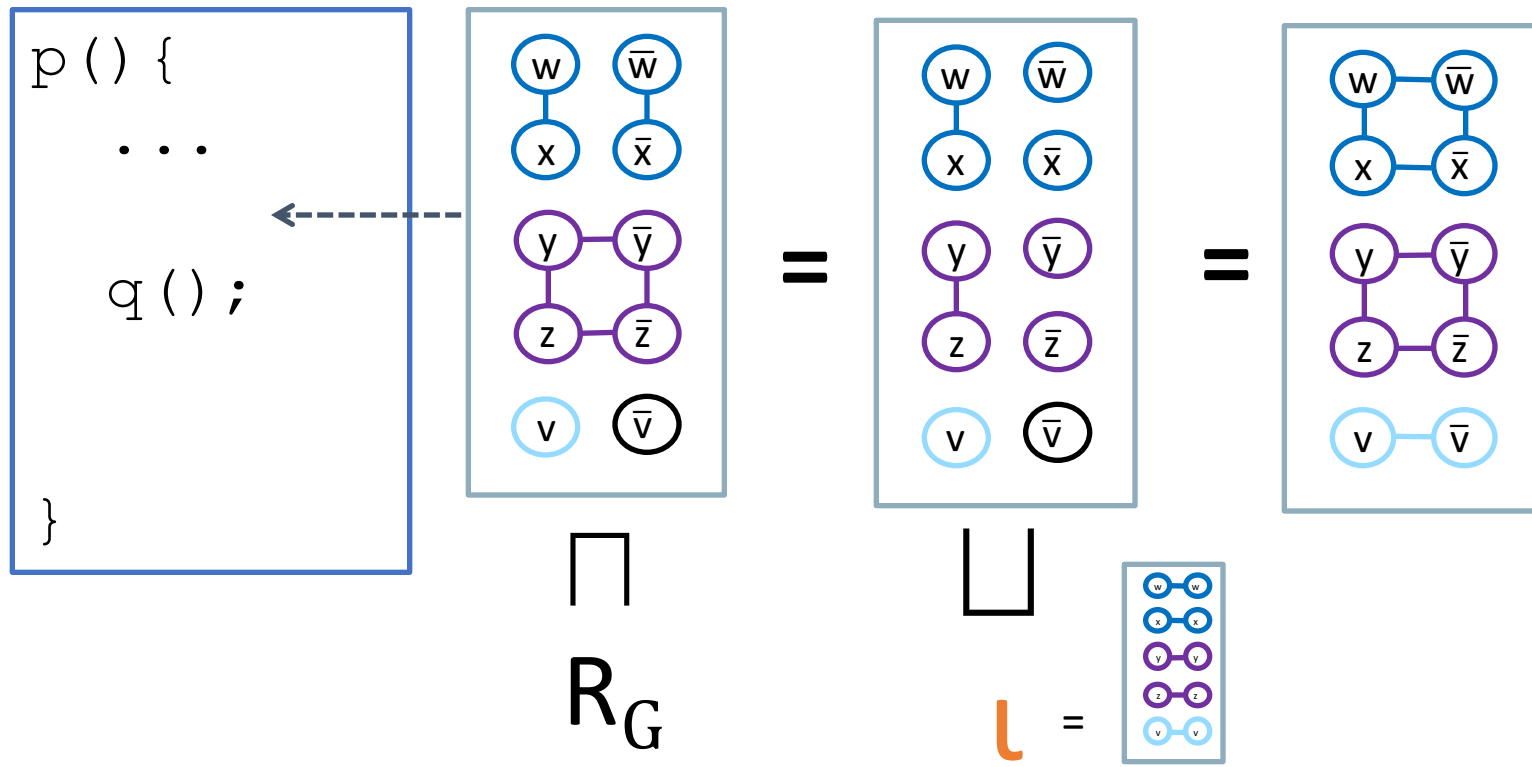 p(){
...
q();
}
w w̅
x x̅
y y̅
z z̅
v v̅
=
w w̅
x x̅
y y̅
z z̅
v v̅
=
w w̅
x x̅
y y̅
z z̅
v v̅
⊓
R_G
⊔
ι =
w w
x x
y y
z z
v v